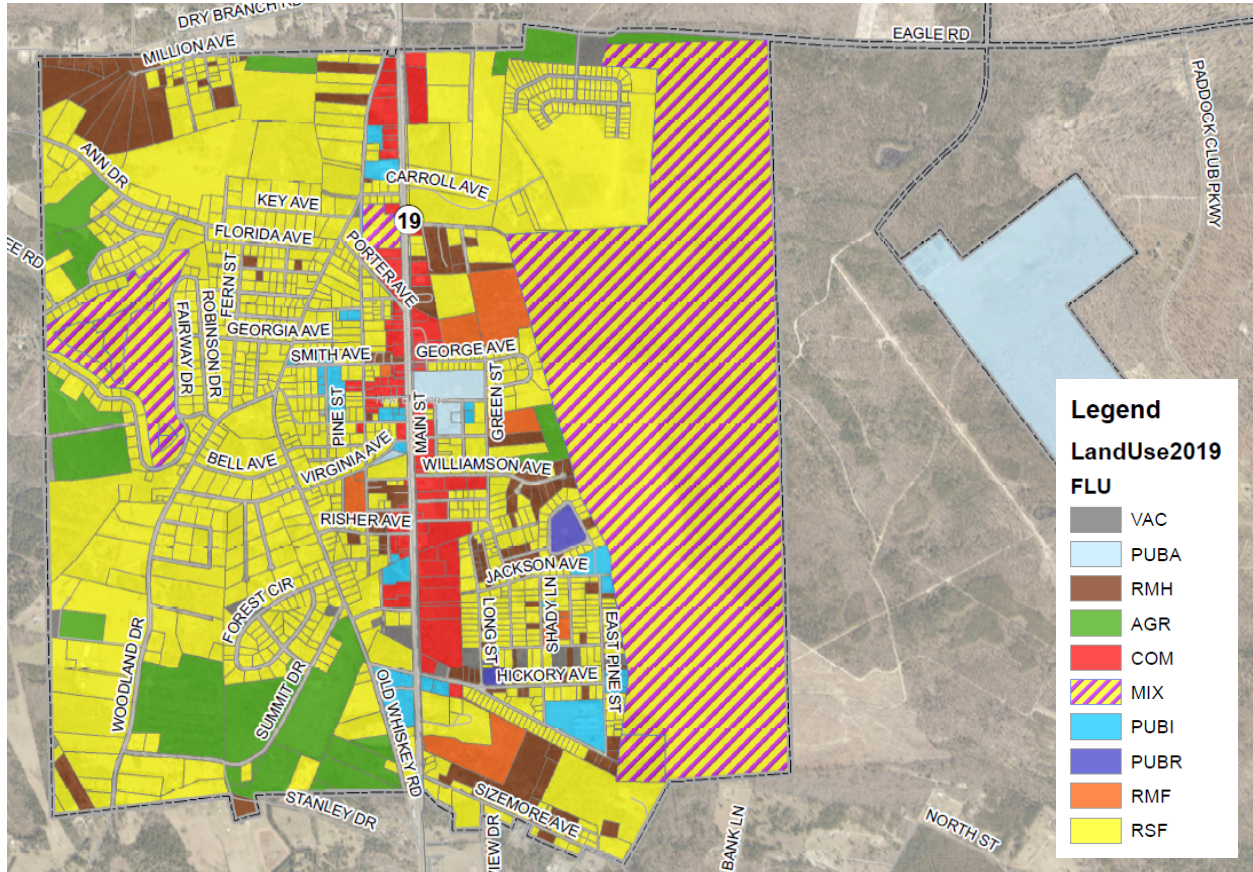 DRY BRANCH RD
EAGLE RD
MILLION AVE
PADDOCK CLUB PKWY
ANN DR
CARROLL AVE
KEY AVE
19
FLORIDA AVE
EE RD
FERN ST
PORTER AVE
FAIRWAY DR
ROBINSON DR
GEORGIA AVE
SMITH AVE
GEORGE AVE
PINE ST
MAIN ST
GREEN ST
BELL AVE
VIRGINIA AVE
WILLIAMSON AVE
RISHER AVE
JACKSON AVE
FOREST CIR
LONG ST
SHADY LN
EAST PINE ST
WOODLAND DR
SUMMIT DR
HICKORY AVE
OLD WHISKEY RD
STANLEY DR
SIZEMORE AVE
VIEW DR
BANK LN
NORTH ST
Legend
LandUse2019
FLU
VAC
PUBA
RMH
AGR
COM
MIX
PUBI
PUBR
RMF
RSF